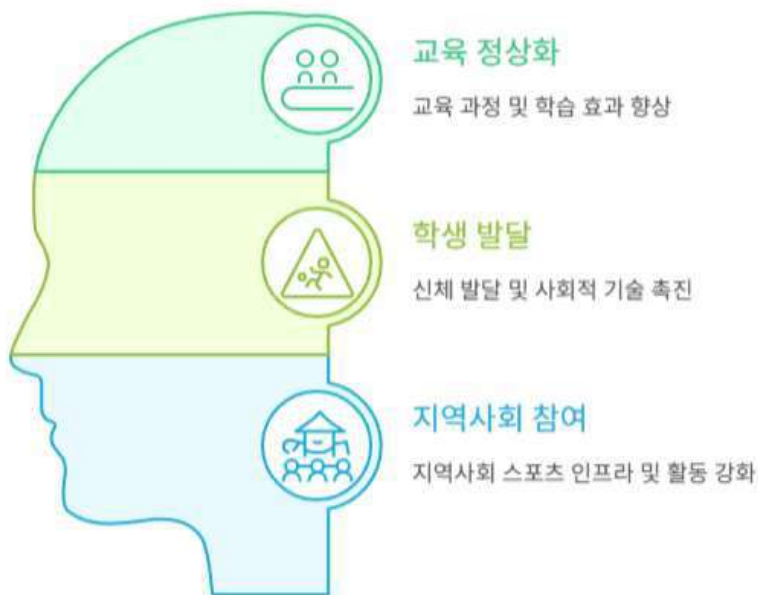 교육 정상화
교육 과정 및 학습 효과 향상
학생 발달
신체 발달 및 사회적 기술 촉진
지역사회 참여
지역사회 스포츠 인프라 및 활동 강화